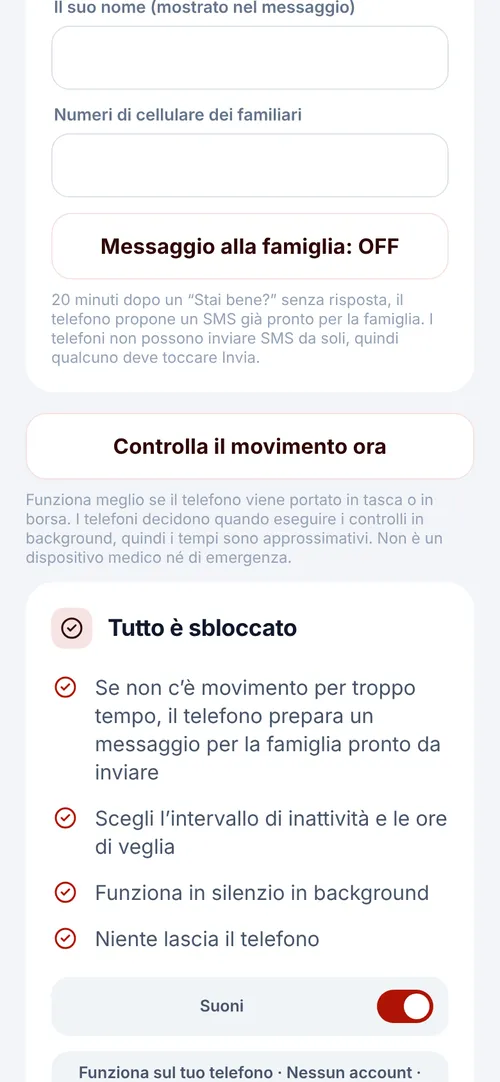 Il suo nome (mostrato nel messaggio)
Numeri di cellulare dei familiari
Messaggio alla famiglia: OFF
20 minuti dopo un “Stai bene?” senza risposta, il
telefono propone un SMS già pronto per la famiglia. I
telefoni non possono inviare SMS da soli, quindi
qualcuno deve toccare Invia.
Controlla il movimento ora
Funziona meglio se il telefono viene portato in tasca o in
borsa. I telefoni decidono quando eseguire i controlli in
background, quindi i tempi sono approssimativi. Non è un
dispositivo medico né di emergenza.
Tutto è sbloccato
Se non c’è movimento per troppo
tempo, il telefono prepara un
messaggio per la famiglia pronto da
inviare
Scegli l’intervallo di inattività e le ore
di veglia
Funziona in silenzio in background
Niente lascia il telefono
Suoni
Funziona sul tuo telefono · Nessun account ·